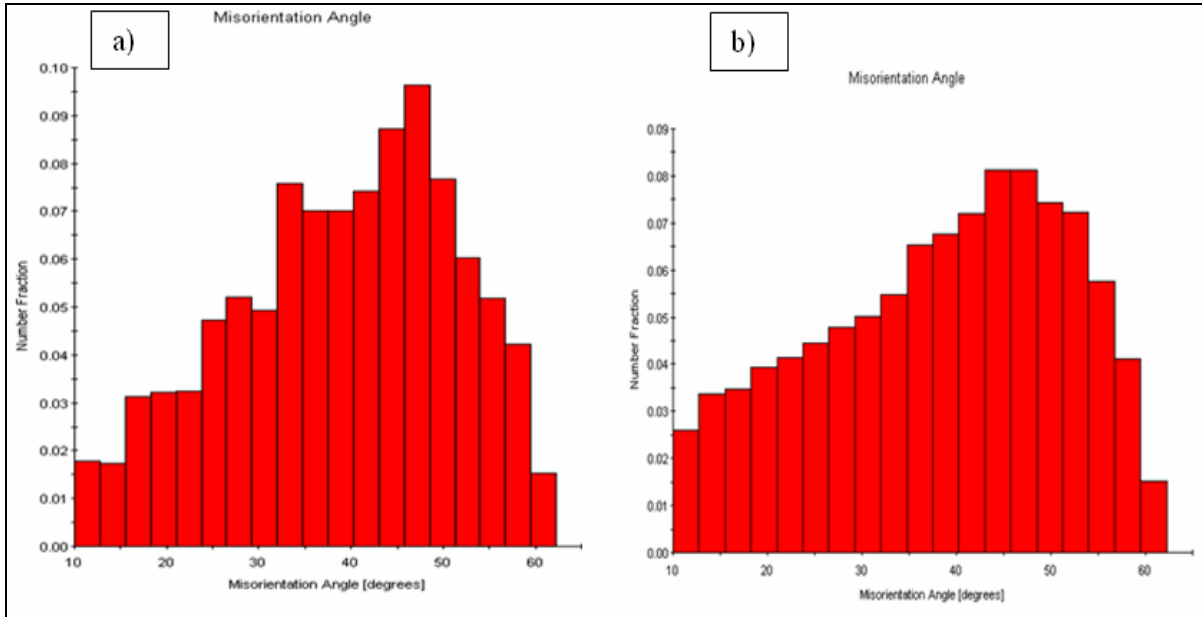 a)
Misorientation Angle
0.10
0.09
0.08
0.07
0.06
0.05
0.04
0.03
0.02
0.01
0.00
Number Fraction
10 20 30 40 50 60
Misorientation Angle [degrees]
b)
Misorientation Angle
0.09
0.08
0.07
0.06
0.05
0.04
0.03
0.02
0.01
0.00
Number Fraction
10 20 30 40 50 60
Misorientation Angle [degrees]